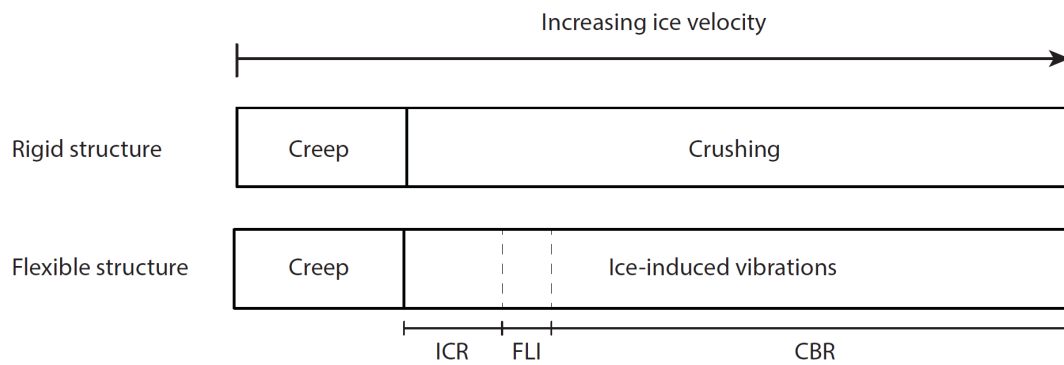 Increasing ice velocity
Rigid structure
Creep
Crushing
Flexible structure
Creep
Ice-induced vibrations
ICR
FLI
CBR